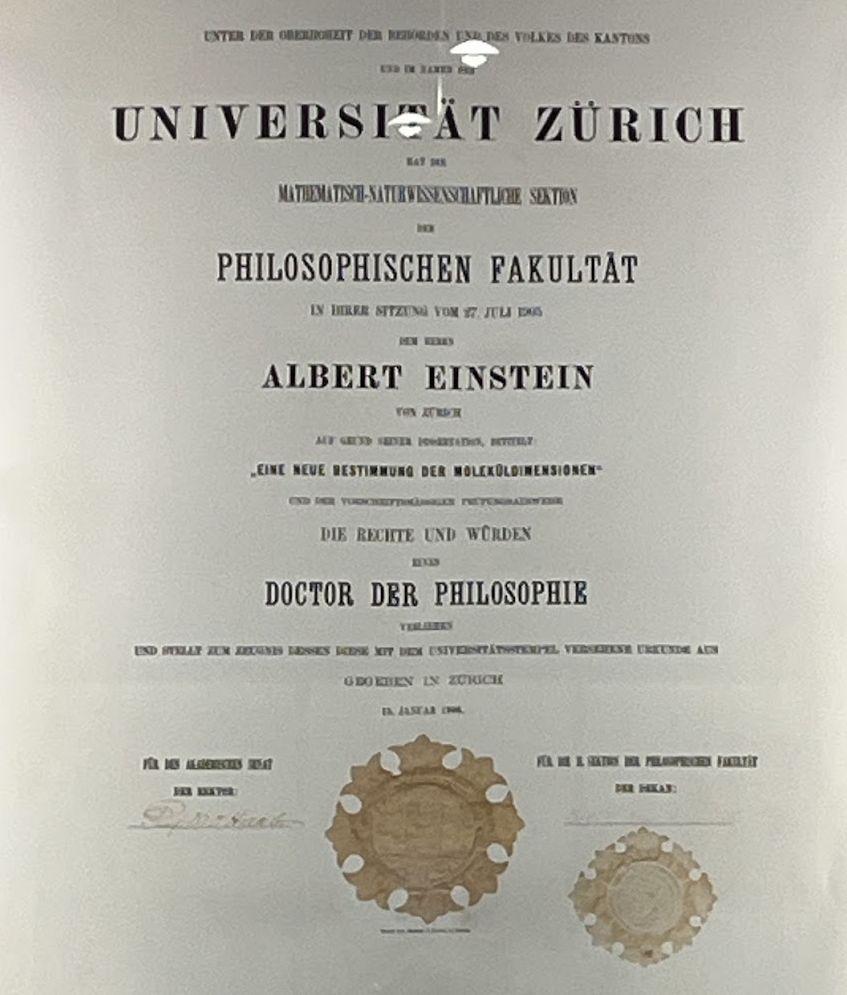 UNTER DER OBERHOHEIT DER BEHÖRDEN UND DES VOLKES DES KANTONS
UND IM NAMEN DER
UNIVERSITÄT ZÜRICH
HAT DIE
MATHEMATISCH-NATURWISSENSCHAFTLICHE SEKTION
DER
PHILOSOPHISCHEN FAKULTÄT
IN IHRER SITZUNG VOM 27. JULI 1905
DEM HERRN
ALBERT EINSTEIN
VON ZÜRICH
AUF GRUND SEINER DISSERTATION, BETITELT:
„EINE NEUE BESTIMMUNG DER MOLEKÜLDIMENSIONEN“
UND DER VORSCHRIFTSMÄSSIGEN PRÜFUNGSAUSWEISE
DIE RECHTE UND WÜRDEN
EINES
DOCTOR DER PHILOSOPHIE
VERLIEHEN
UND STELLT ZUM ZEUGNIS DESSEN DIESE MIT DEM UNIVERSITÄTSSTEMPEL VERSEHENE URKUNDE AUS
GEGEBEN IN ZÜRICH
15. JANUAR 1906.
FÜR DEN AKADEMISCHEN SENAT
DER REKTOR:
FÜR DIE II. SEKTION DER PHILOSOPHISCHEN FAKULTÄT
DER DEKAN: